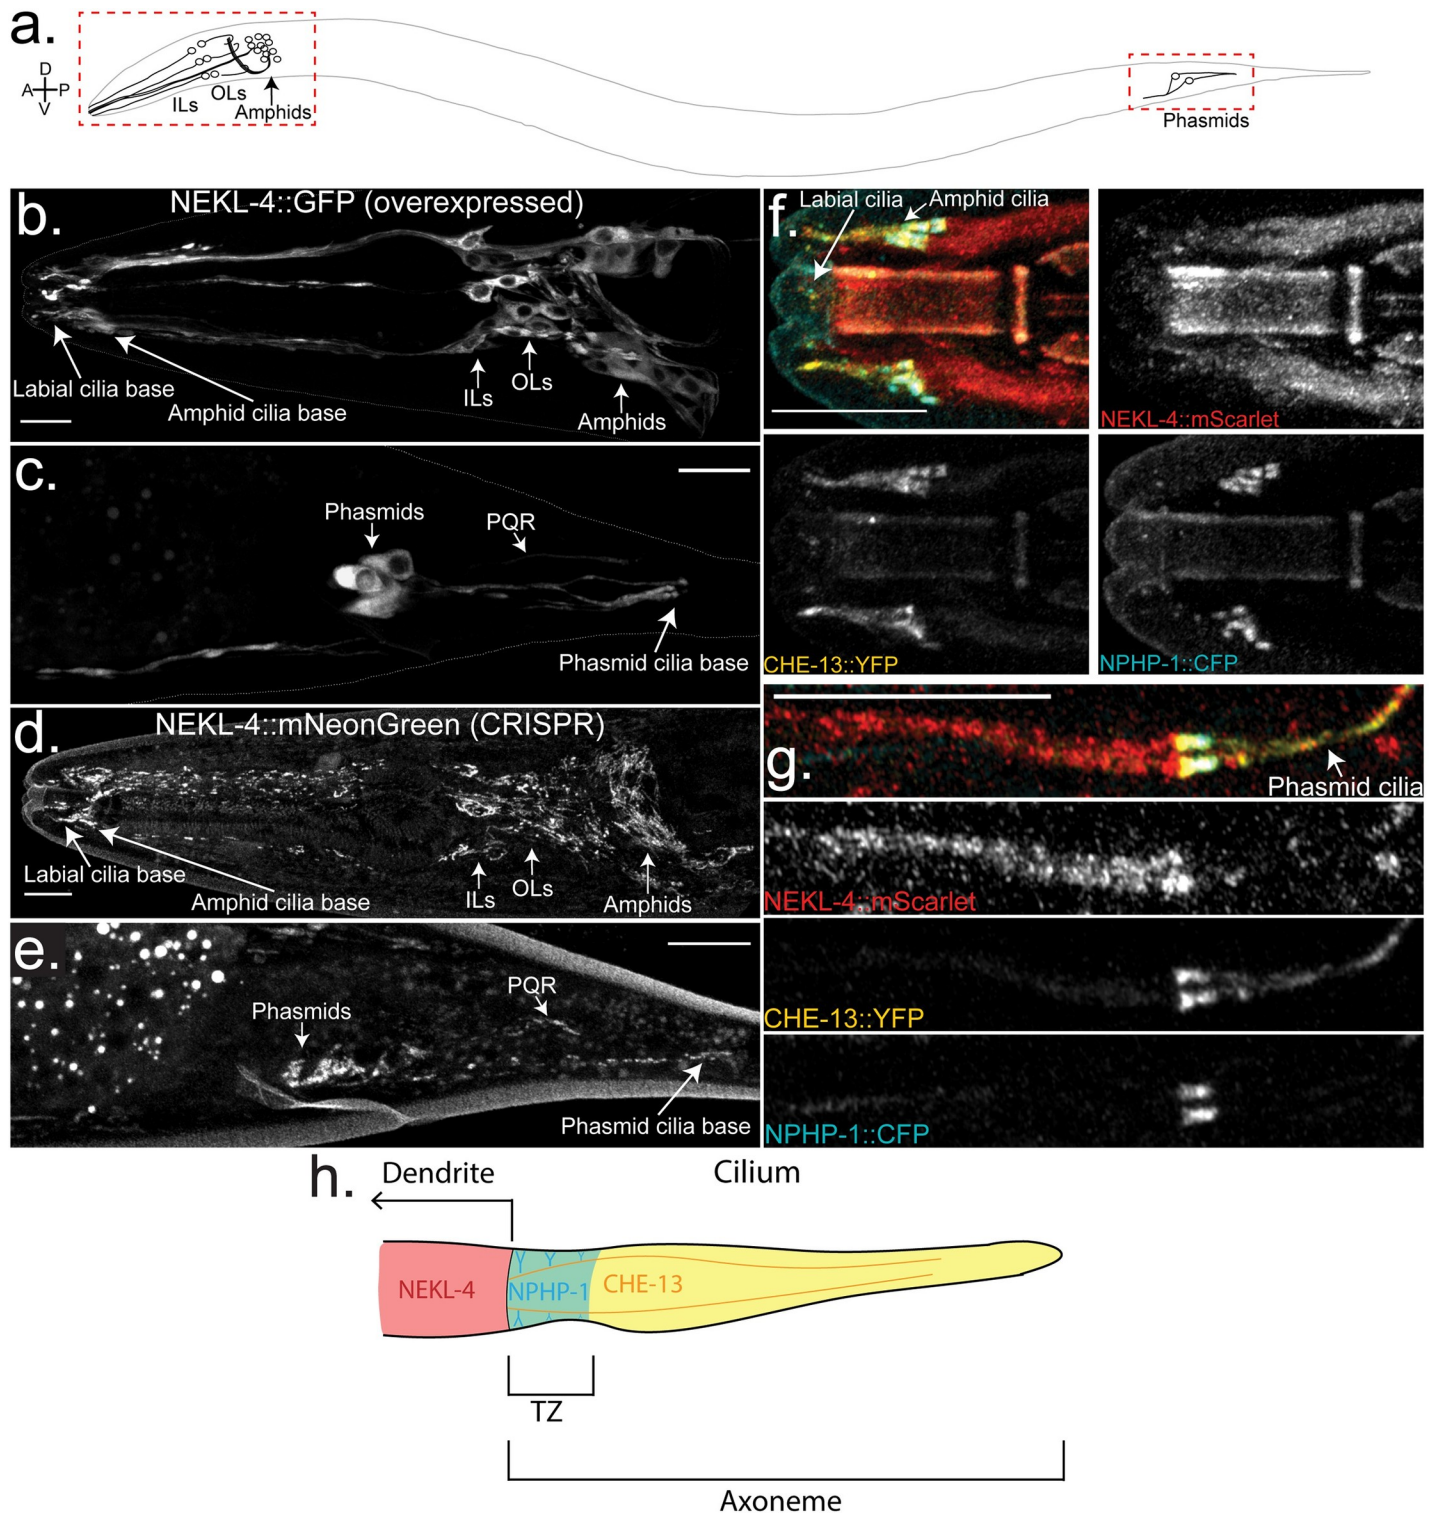 a.
D
A P
V
ILs
OLs
Amphids
Phasmids
b.
NEKL-4::GFP (overexpressed)
Labial cilia base
Amphid cilia base
ILs
OLs
Amphids
c.
Phasmids
PQR
Phasmid cilia base
d.
NEKL-4::mNeonGreen (CRISPR)
Labial cilia base
Amphid cilia base
ILs
OLs
Amphids
e.
Phasmids
PQR
Phasmid cilia base
f.
Labial cilia
Amphid cilia
NEKL-4::mScarlet
CHE-13::YFP
NPHP-1::CFP
g.
Phasmid cilia
NEKL-4::mScarlet
CHE-13::YFP
NPHP-1::CFP
h.
Dendrite
Cilium
NEKL-4
NPHP-1
CHE-13
TZ
Axoneme